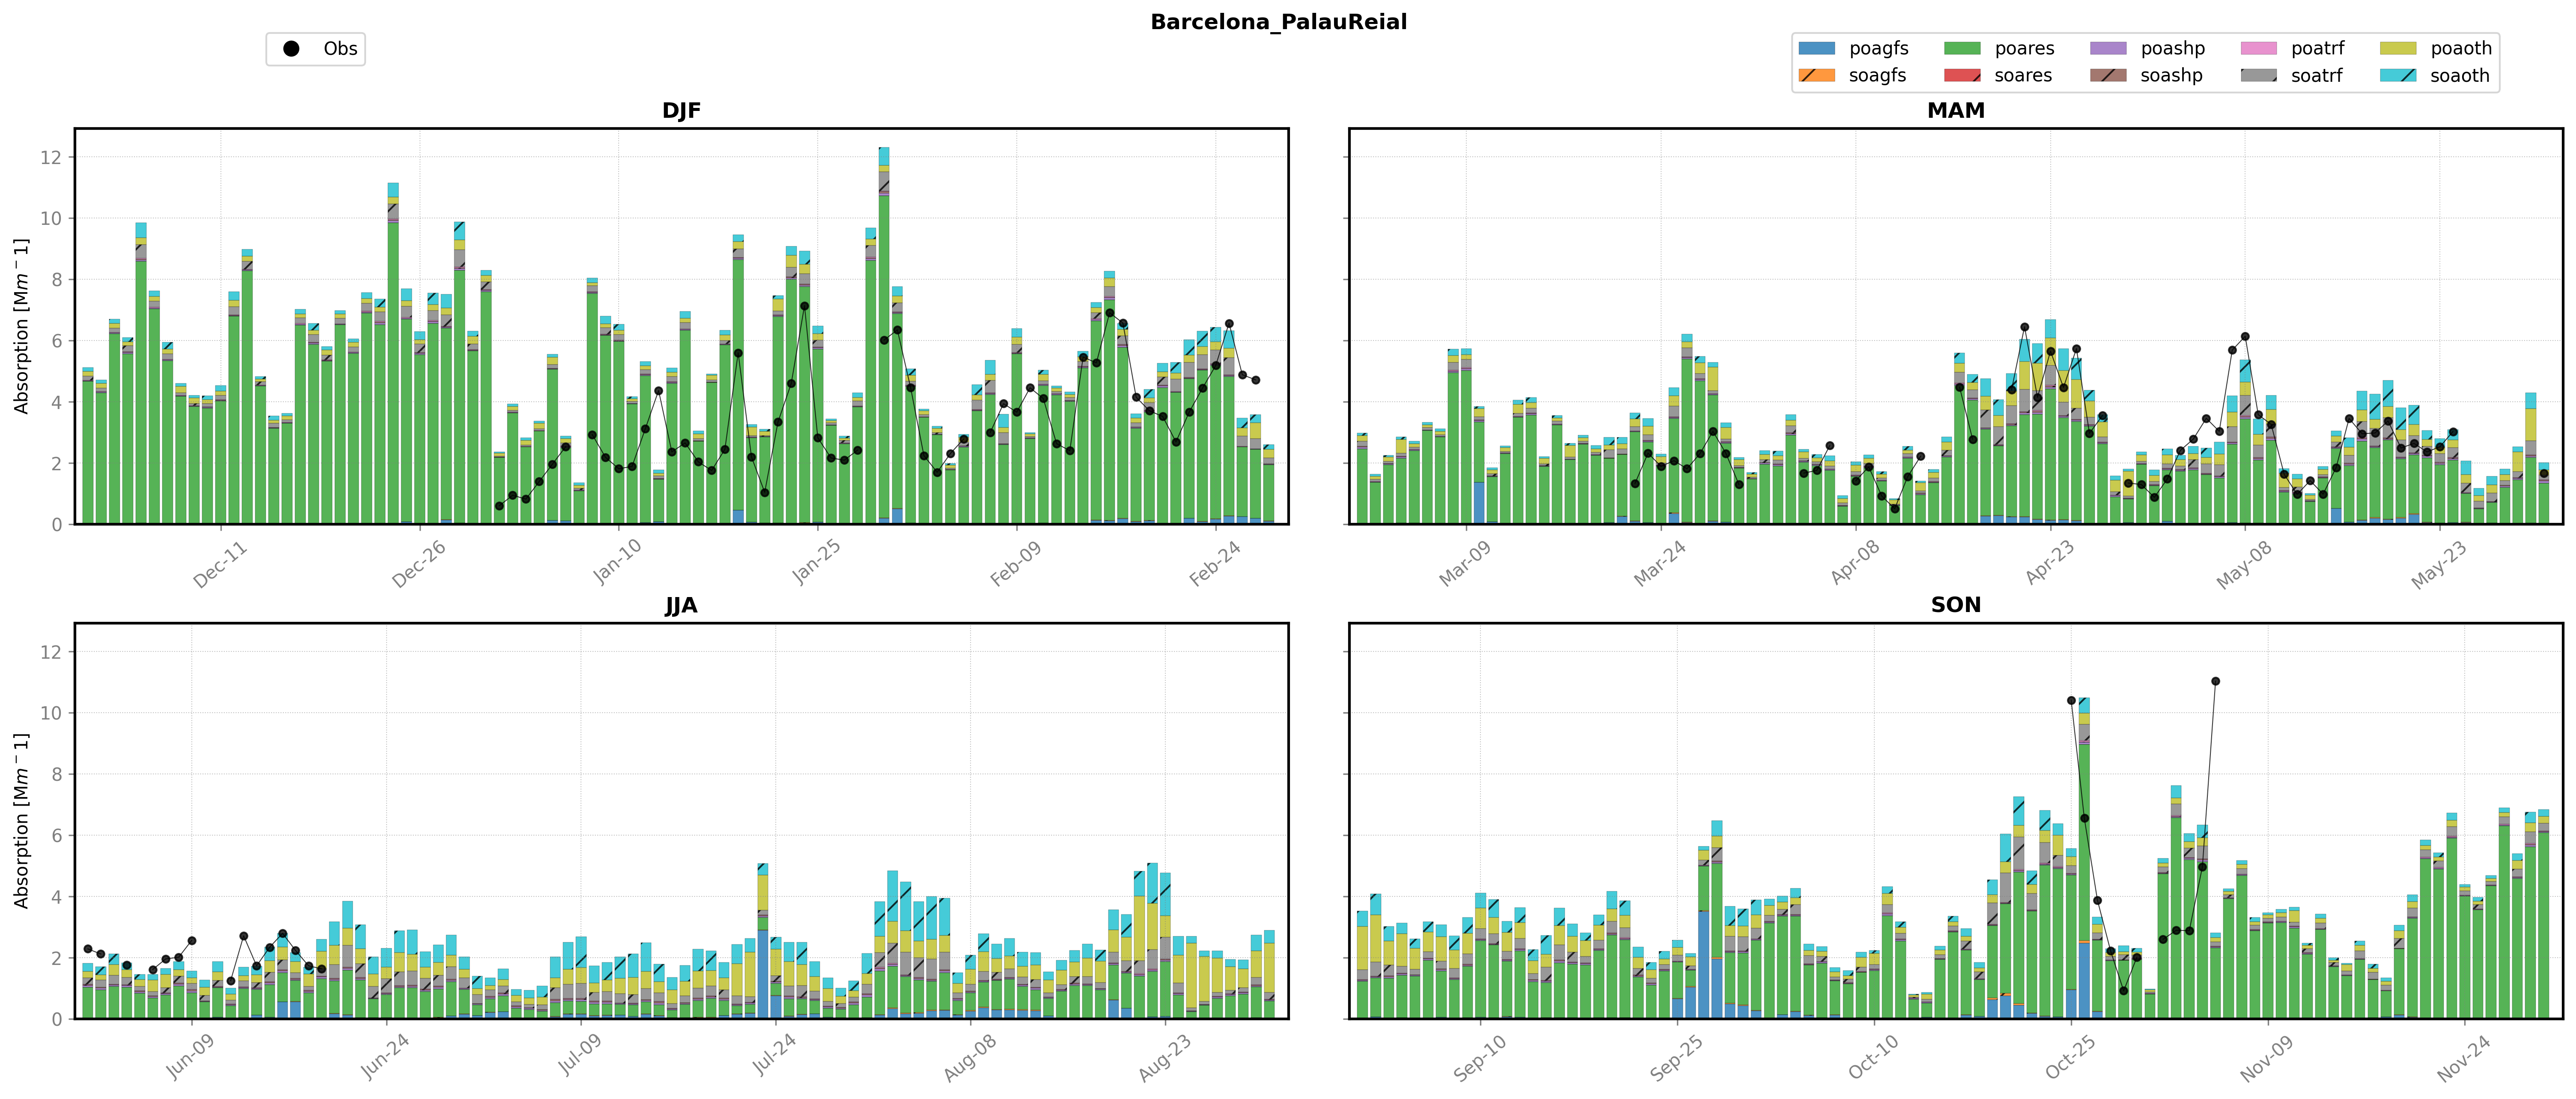 Barcelona_PalauReial
Obs
poagfs poares poashp poatrf poaoth
soagfs soares soashp soatrf soaoth
DJF MAM
Absorption [Mm⁻1]
12
10
8
6
4
2
0
Dec-11 Dec-26 Jan-10 Jan-25 Feb-09 Feb-24 Mar-09 Mar-24 Apr-08 Apr-23 May-08 May-23
JJA SON
Absorption [Mm⁻1]
12
10
8
6
4
2
0
Jun-09 Jun-24 Jul-09 Jul-24 Aug-08 Aug-23 Sep-10 Sep-25 Oct-10 Oct-25 Nov-09 Nov-24